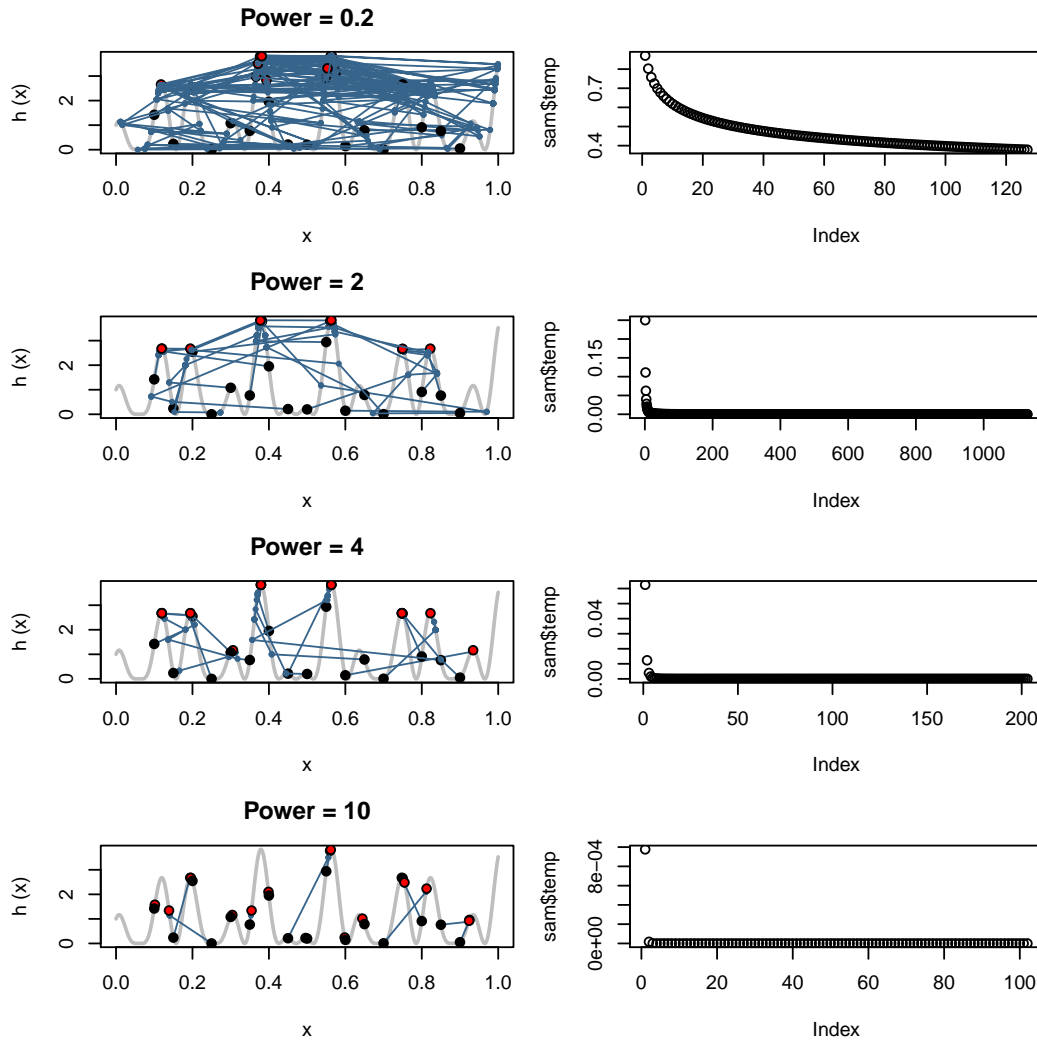 Power = 0.2
h (x)
0 2
0.0 0.2 0.4 0.6 0.8 1.0
x
sam$temp
0.4 0.7
0 20 40 60 80 100 120
Index
Power = 2
h (x)
0 2
0.0 0.2 0.4 0.6 0.8 1.0
x
sam$temp
0.00 0.15
0 200 400 600 800 1000
Index
Power = 4
h (x)
0 2
0.0 0.2 0.4 0.6 0.8 1.0
x
sam$temp
0.00 0.04
0 50 100 150 200
Index
Power = 10
h (x)
0 2
0.0 0.2 0.4 0.6 0.8 1.0
x
sam$temp
0e+00 8e-04
0 20 40 60 80 100
Index